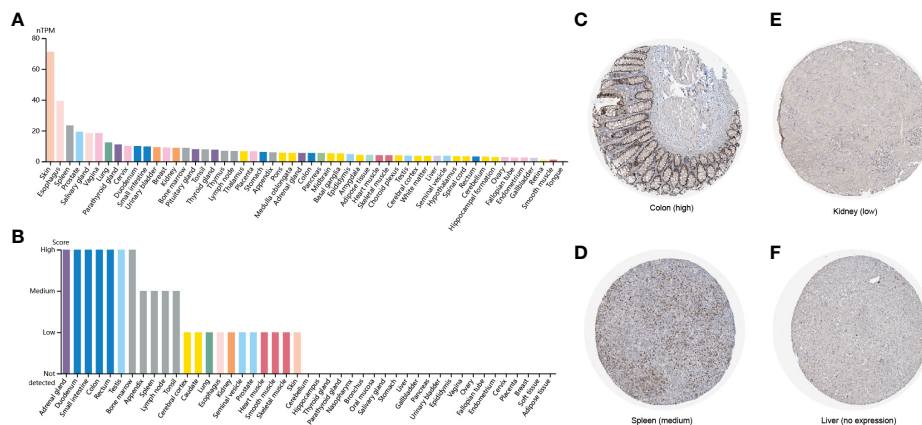 A
nTPM
80
60
40
20
0
Skin
Esophagus
Spleen
Prostate
Salivary gland
Vagina
Lung
Parathyroid gland
Cervix
Duodenum
Small intestine
Urinary bladder
Breast
Kidney
Bone marrow
Pituitary gland
Tonsil
Thyroid gland
Thymus
Lymph node
Thalamus
Placenta
Stomach
Appendix
Pons
Medulla oblongata
Adrenal gland
Colon
Pancreas
Midbrain
Basal ganglia
Epididymis
Amygdala
Adipose tissue
Heart muscle
Skeletal muscle
Choroid plexus
Testis
Cerebral cortex
White matter
Liver
Seminal vesicle
Hypothalamus
Spinal cord
Rectum
Cerebellum
Hippocampal formation
Ovary
Fallopian tube
Endometrium
Gallbladder
Retina
Smooth muscle
Tongue
B
Score
High
Medium
Low
Not
detected
Adrenal gland
Duodenum
Small intestine
Colon
Rectum
Testis
Bone marrow
Appendix
Spleen
Lymph node
Tonsil
Cerebral cortex
Caudate
Lung
Esophagus
Kidney
Seminal vesicle
Prostate
Heart muscle
Smooth muscle
Skeletal muscle
Skin
Cerebellum
Hippocampus
Thyroid gland
Parathyroid gland
Nasopharynx
Bronchus
Oral mucosa
Salivary gland
Stomach
Liver
Gallbladder
Pancreas
Urinary bladder
Epididymis
Vagina
Ovary
Fallopian tube
Endometrium
Cervix
Placenta
Breast
Soft tissue
Adipose tissue
C
Colon (high)
D
Spleen (medium)
E
Kidney (low)
F
Liver (no expression)